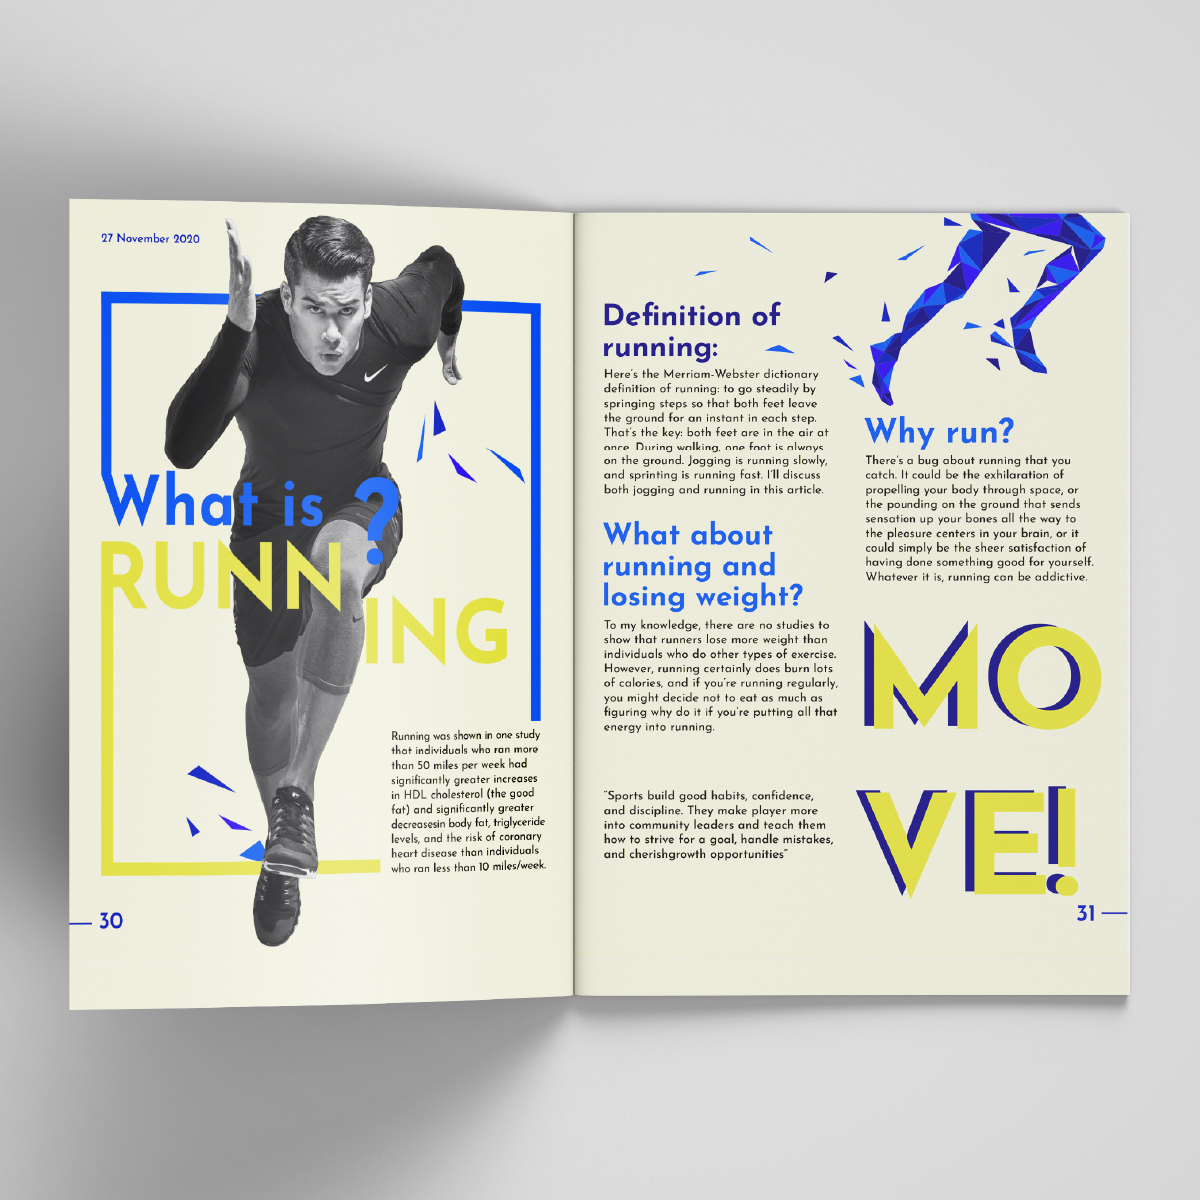 27 November 2020
What is ?
RUNN
ING
Running was shown in one study
that individuals who ran more
than 50 miles per week had
significantly greater increases
in HDL cholesterol (the good
fat) and significantly greater
decreasesin body fat, triglyceride
levels, and the risk of coronary
heart disease than individuals
who ran less than 10 miles/week.
30
Definition of
running:
Here's the Merriam-Webster dictionary
definition of running: to go steadily by
springing steps so that both feet leave
the ground for an instant in each step.
That's the key: both feet are in the air at
once. During walking, one foot is always
on the ground. Jogging is running slowly,
and sprinting is running fast. I'll discuss
both jogging and running in this article.
What about
running and
losing weight?
To my knowledge, there are no studies to
show that runners lose more weight than
individuals who do other types of exercise.
However, running certainly does burn lots
of calories, and if you're running regularly,
you might decide not to eat as much as
figuring why do it if you're putting all that
energy into running.
"Sports build good habits, confidence,
and discipline. They make player more
into community leaders and teach them
how to strive for a goal, handle mistakes,
and cherishgrowth opportunities"
Why run?
There's a bug about running that you
catch. It could be the exhilaration of
propelling your body through space, or
the pounding on the ground that sends
sensation up your bones all the way to
the pleasure centers in your brain, or it
could simply be the sheer satisfaction of
having done something good for yourself.
Whatever it is, running can be addictive.
MO
VE!
31